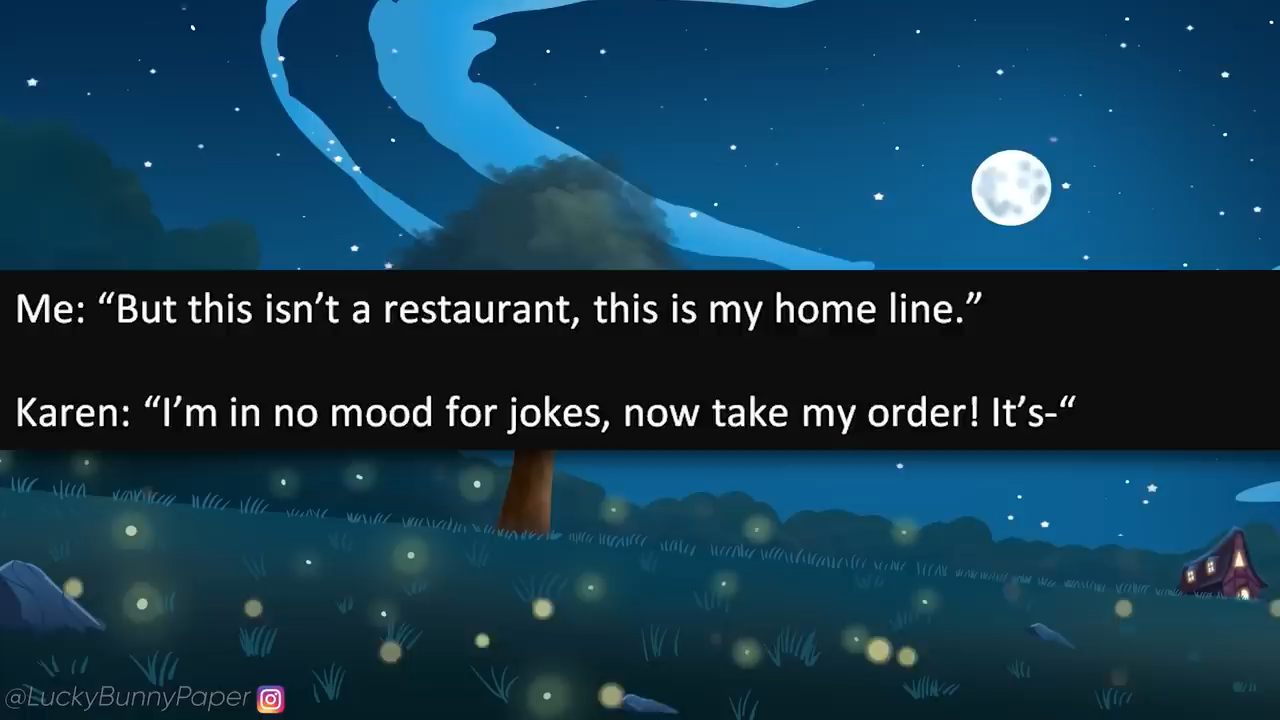 Me: “But this isn’t a restaurant, this is my home line.”
Karen: “I’m in no mood for jokes, now take my order! It’s-“
@LuckyBunnyPaper